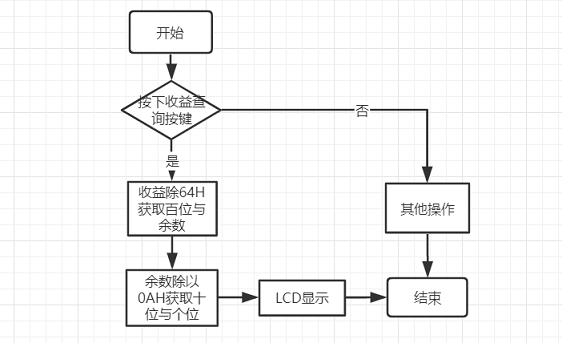 开始
按下收益查
询按键
否
是
收益除64H
获取百位与
余数
其他操作
余数除以
0AH获取十
位与个位
LCD显示
结束